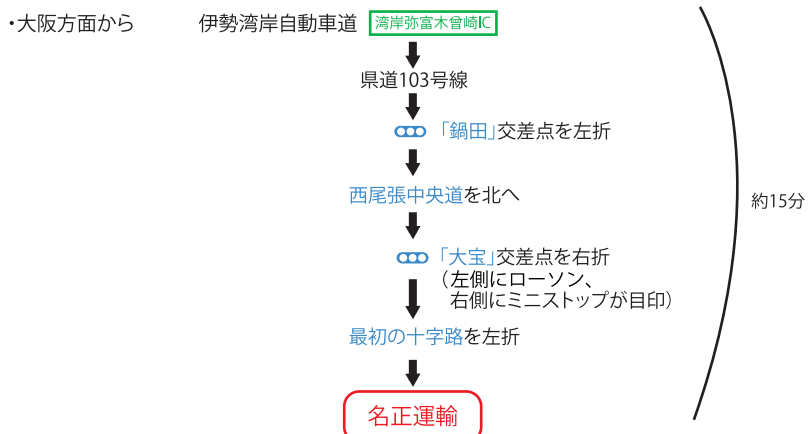 ・大阪方面から 伊勢湾岸自動車道 湾岸弥富木曽崎IC
県道103号線
「鍋田」交差点を左折
西尾張中央道を北へ
約15分
「大宝」交差点を右折
（左側にローソン、
右側にミニストップが目印）
最初の十字路を左折
名正運輸